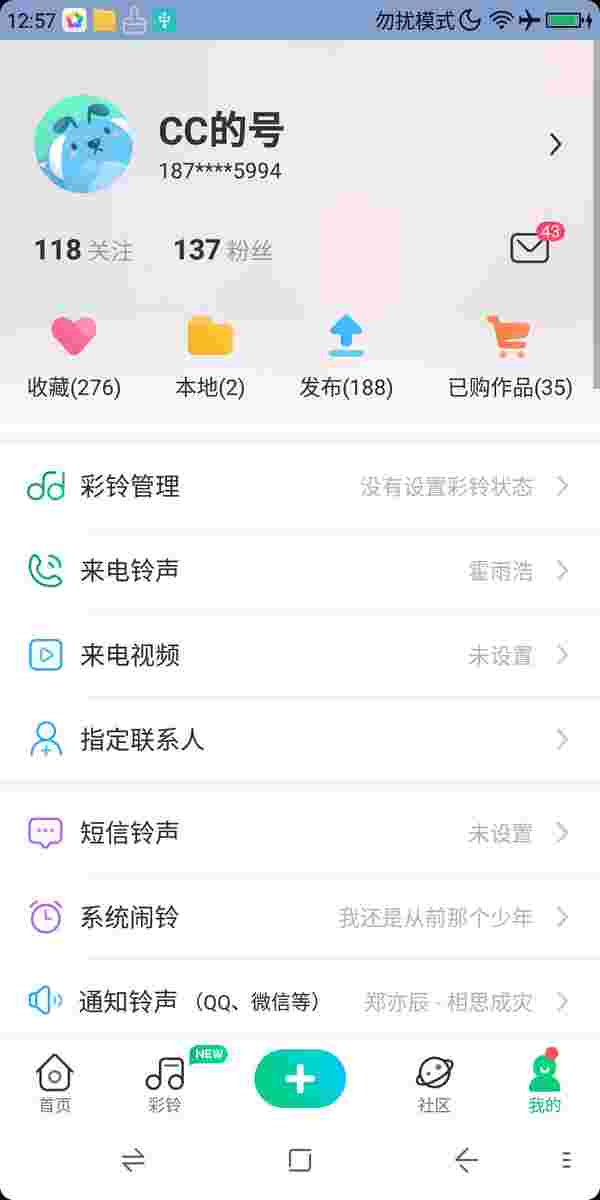 12:57 勿扰模式
CC的号
187****5994
118 关注 137 粉丝 43
收藏(276) 本地(2) 发布(188) 已购作品(35)
彩铃管理 没有设置彩铃状态
来电铃声 霍雨浩
来电视频 未设置
指定联系人
短信铃声 未设置
系统闹铃 我还是从前那个少年
通知铃声（QQ、微信等） 郑亦辰 - 相思成灾
NEW
首页 彩铃 社区 我的